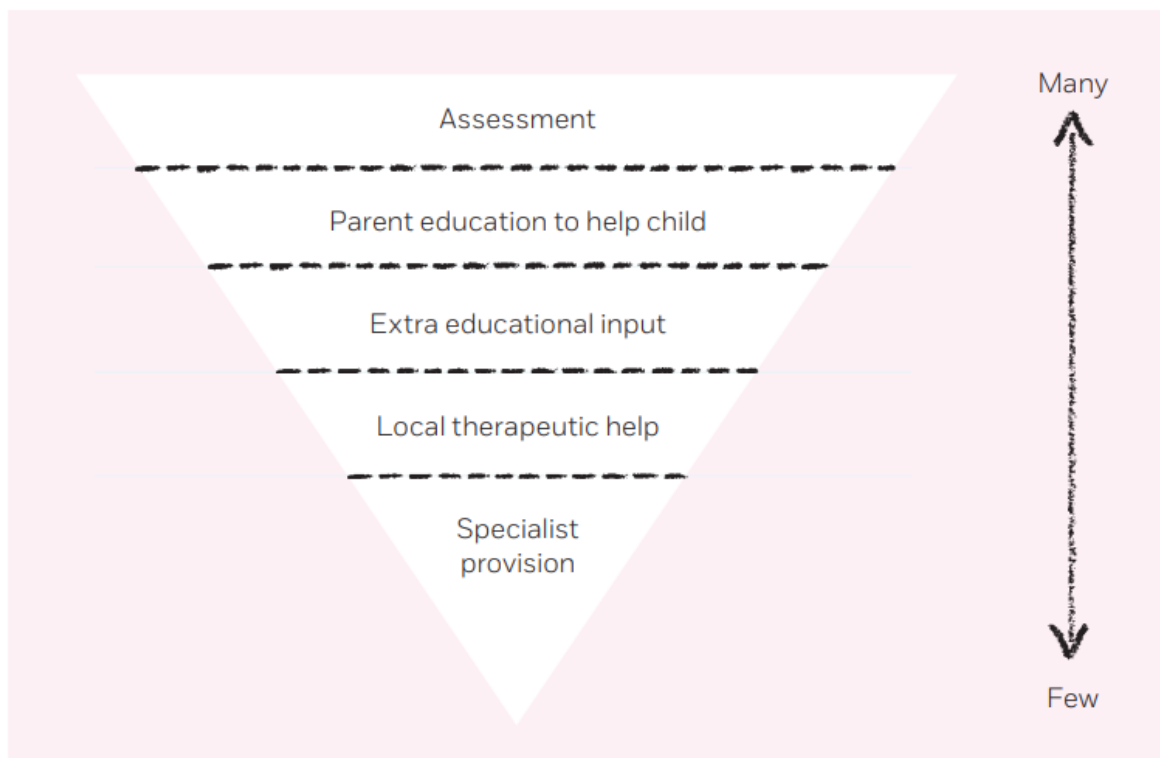 Many
Assessment
Parent education to help child
Extra educational input
Local therapeutic help
Specialist
provision
Few